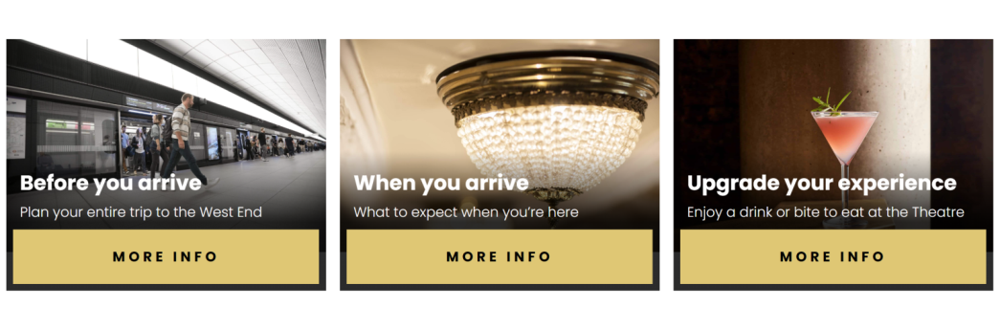 Before you arrive
Plan your entire trip to the West End
MORE INFO
When you arrive
What to expect when you're here
MORE INFO
Upgrade your experience
Enjoy a drink or bite to eat at the Theatre
MORE INFO